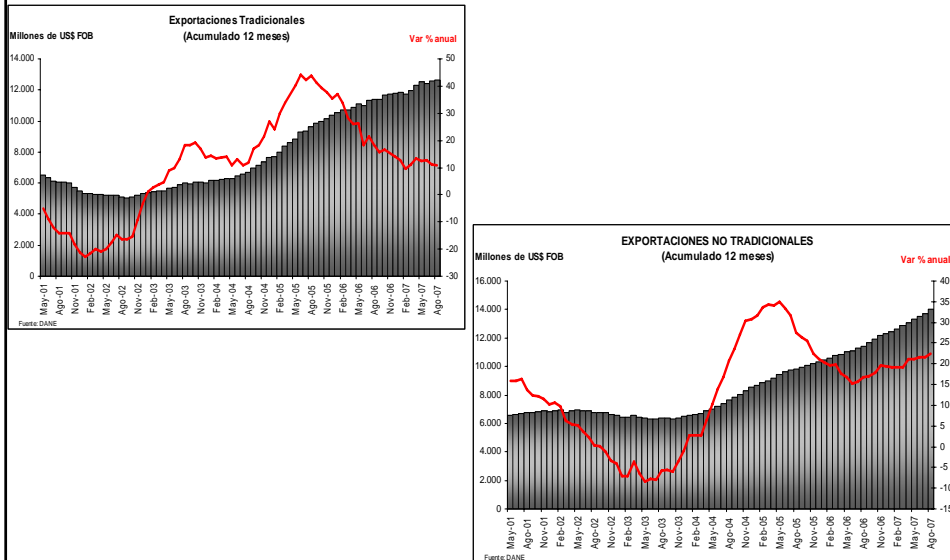 Exportaciones Tradicionales
Millones de US$ FOB (Acumulado 12 meses) Var % anual
14.000
12.000
10.000
8.000
6.000
4.000
2.000
0
50
40
30
20
10
0
-10
-20
-30
May-01
Ago-01
Nov-01
Feb-02
May-02
Ago-02
Nov-02
Feb-03
May-03
Ago-03
Nov-03
Feb-04
May-04
Ago-04
Nov-04
Feb-05
May-05
Ago-05
Nov-05
Feb-06
May-06
Ago-06
Nov-06
Feb-07
May-07
Ago-07
Fuente: DANE
EXPORTACIONES NO TRADICIONALES
Millones de US$ FOB (Acumulado 12 meses) Var % anual
16.000
14.000
12.000
10.000
8.000
6.000
4.000
2.000
0
40
35
30
25
20
15
10
5
0
-5
-10
-15
May-01
Ago-01
Nov-01
Feb-02
May-02
Ago-02
Nov-02
Feb-03
May-03
Ago-03
Nov-03
Feb-04
May-04
Ago-04
Nov-04
Feb-05
May-05
Ago-05
Nov-05
Feb-06
May-06
Ago-06
Nov-06
Feb-07
May-07
Ago-07
Fuente: DANE